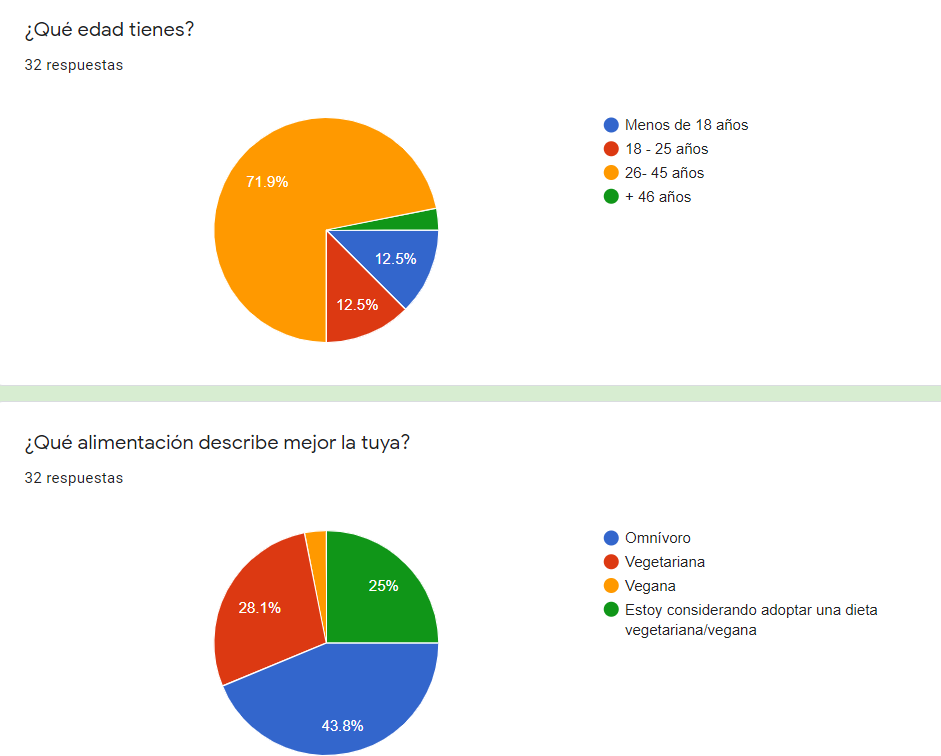 ¿Qué edad tienes?
32 respuestas
Menos de 18 años
18 - 25 años
26- 45 años
+ 46 años
71.9%
12.5%
12.5%
¿Qué alimentación describe mejor la tuya?
32 respuestas
Omnívoro
Vegetariana
Vegana
Estoy considerando adoptar una dieta
vegetariana/vegana
25%
28.1%
43.8%